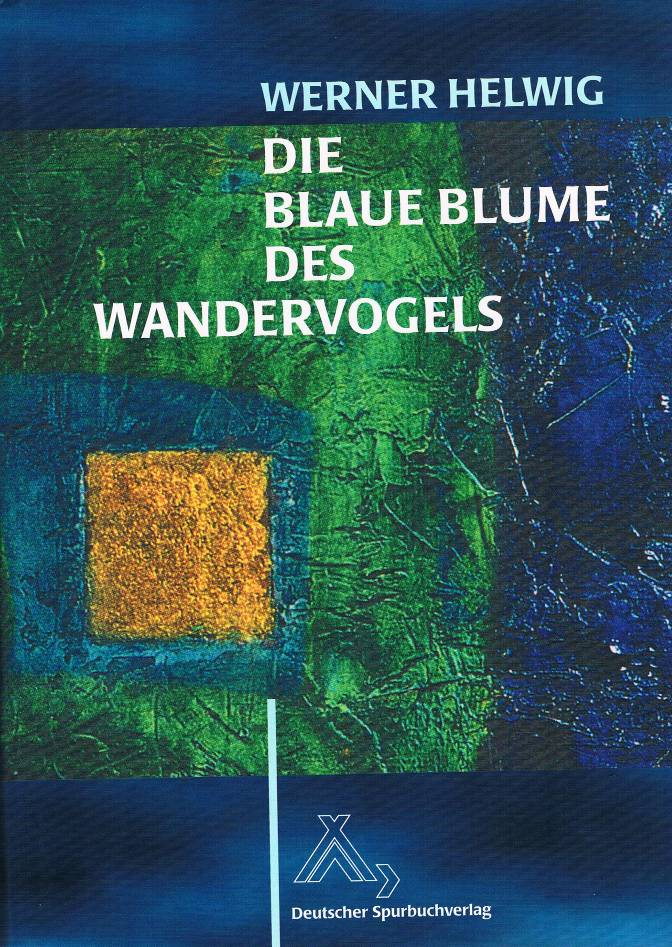 WERNER HELWIG
DIE
BLAUE BLUME
DES
WANDERVOGELS
Deutscher Spurbuchverlag